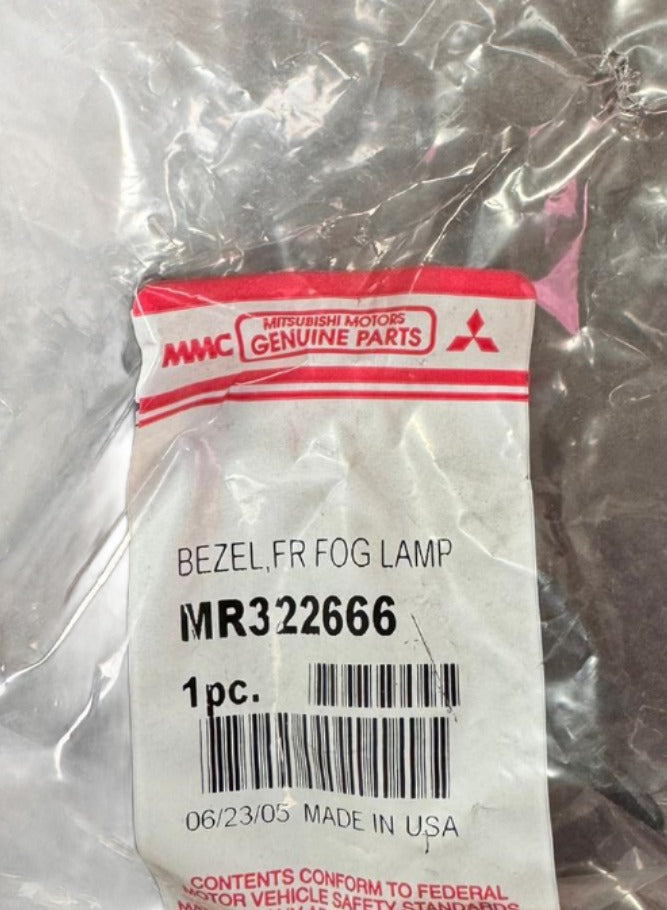 MMC MITSUBISHI MOTORS
GENUINE PARTS
BEZEL,FR FOG LAMP
MR322666
1pc.
06/23/05 MADE IN USA
CONTENTS CONFORM TO FEDERAL
MOTOR VEHICLE SAFETY STANDARDS